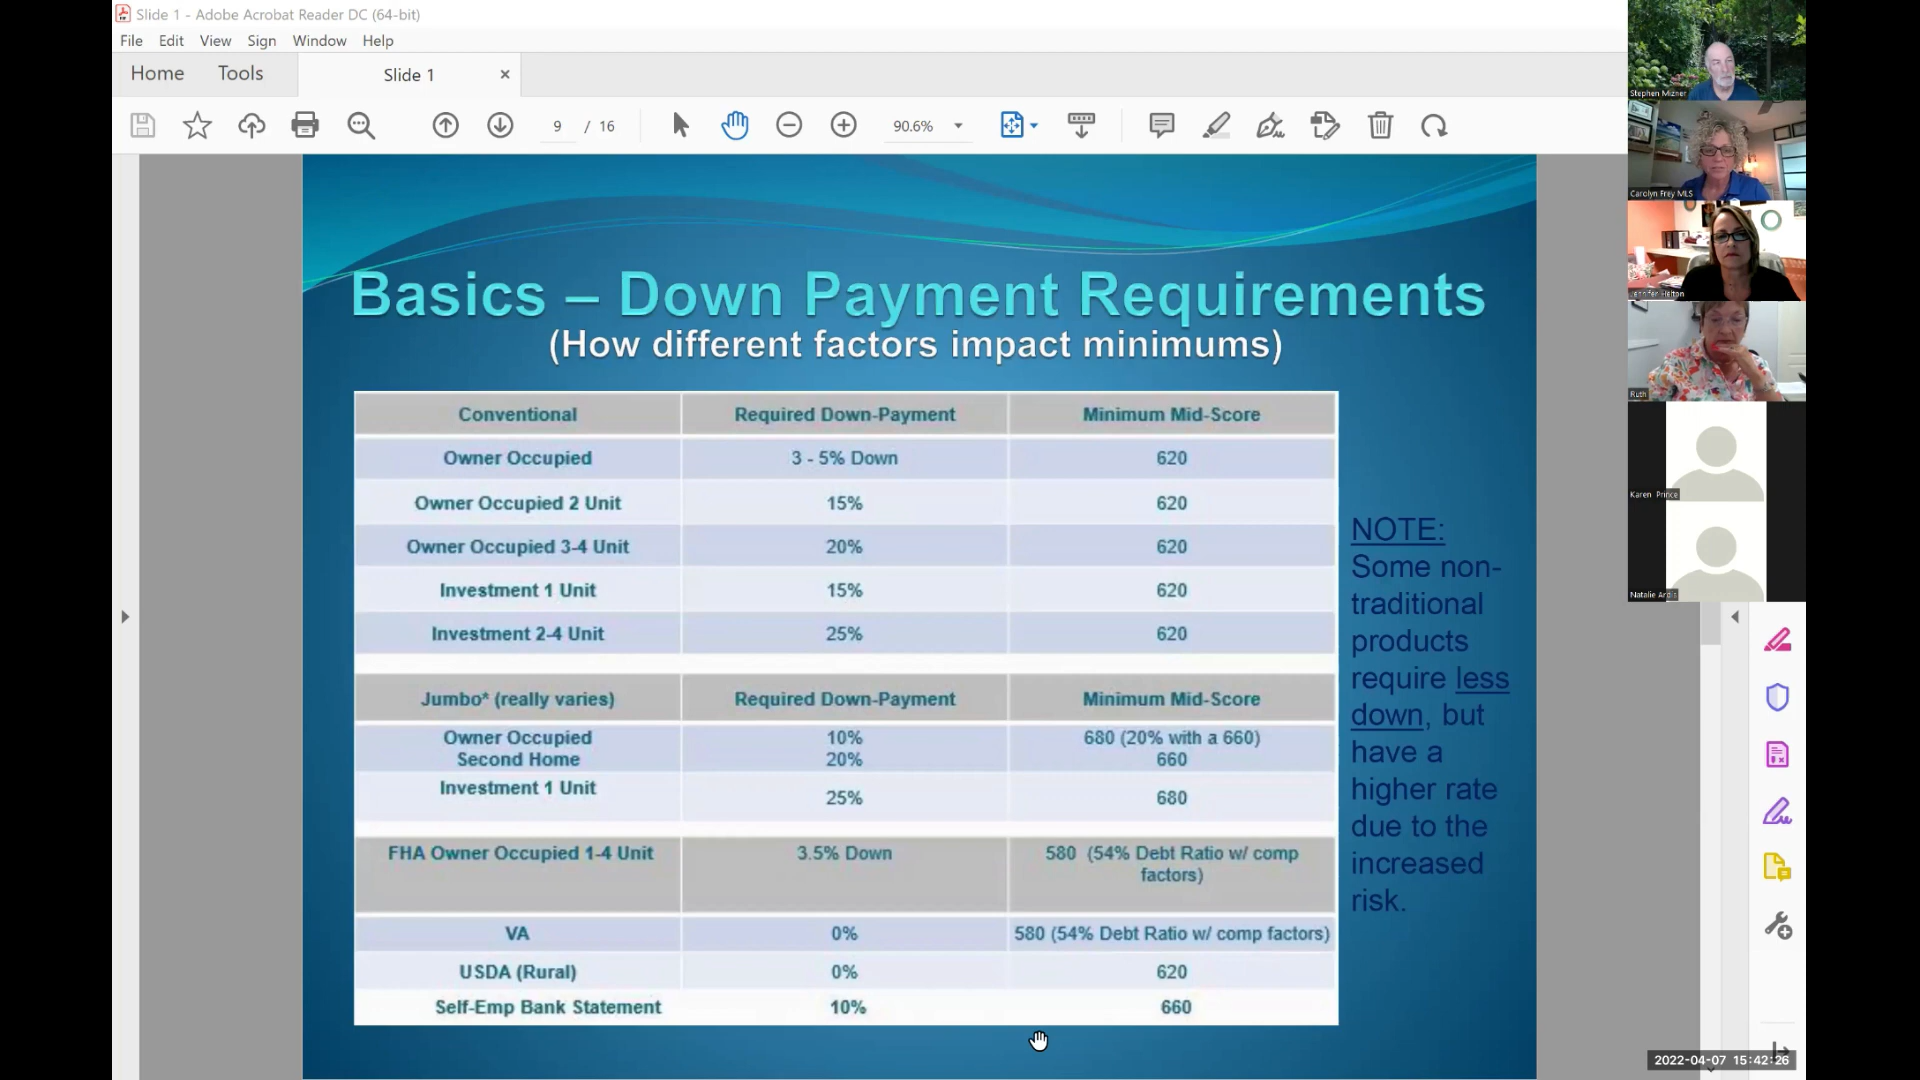 Slide 1 - Adobe Acrobat Reader DC (64-bit)
File Edit View Sign Window Help
Home Tools Slide 1 ×
9 / 16 90.6%
Basics – Down Payment Requirements
(How different factors impact minimums)
Conventional Required Down-Payment Minimum Mid-Score
Owner Occupied 3 - 5% Down 620
Owner Occupied 2 Unit 15% 620
Owner Occupied 3-4 Unit 20% 620
Investment 1 Unit 15% 620
Investment 2-4 Unit 25% 620
Jumbo* (really varies) Required Down-Payment Minimum Mid-Score
Owner Occupied 10% 680 (20% with a 660)
Second Home 20% 660
Investment 1 Unit 25% 680
FHA Owner Occupied 1-4 Unit 3.5% Down 580 (54% Debt Ratio w/ comp
factors)
VA 0% 580 (54% Debt Ratio w/ comp factors)
USDA (Rural) 0% 620
Self-Emp Bank Statement 10% 660
NOTE:
Some non-
traditional
products
require less
down, but
have a
higher rate
due to the
increased
risk.
Stephen Mizner
Carolyn Frey MLS
Jennifer Helton
Ruth
Karen Prince
Natalie
2022-04-07 15:42:26